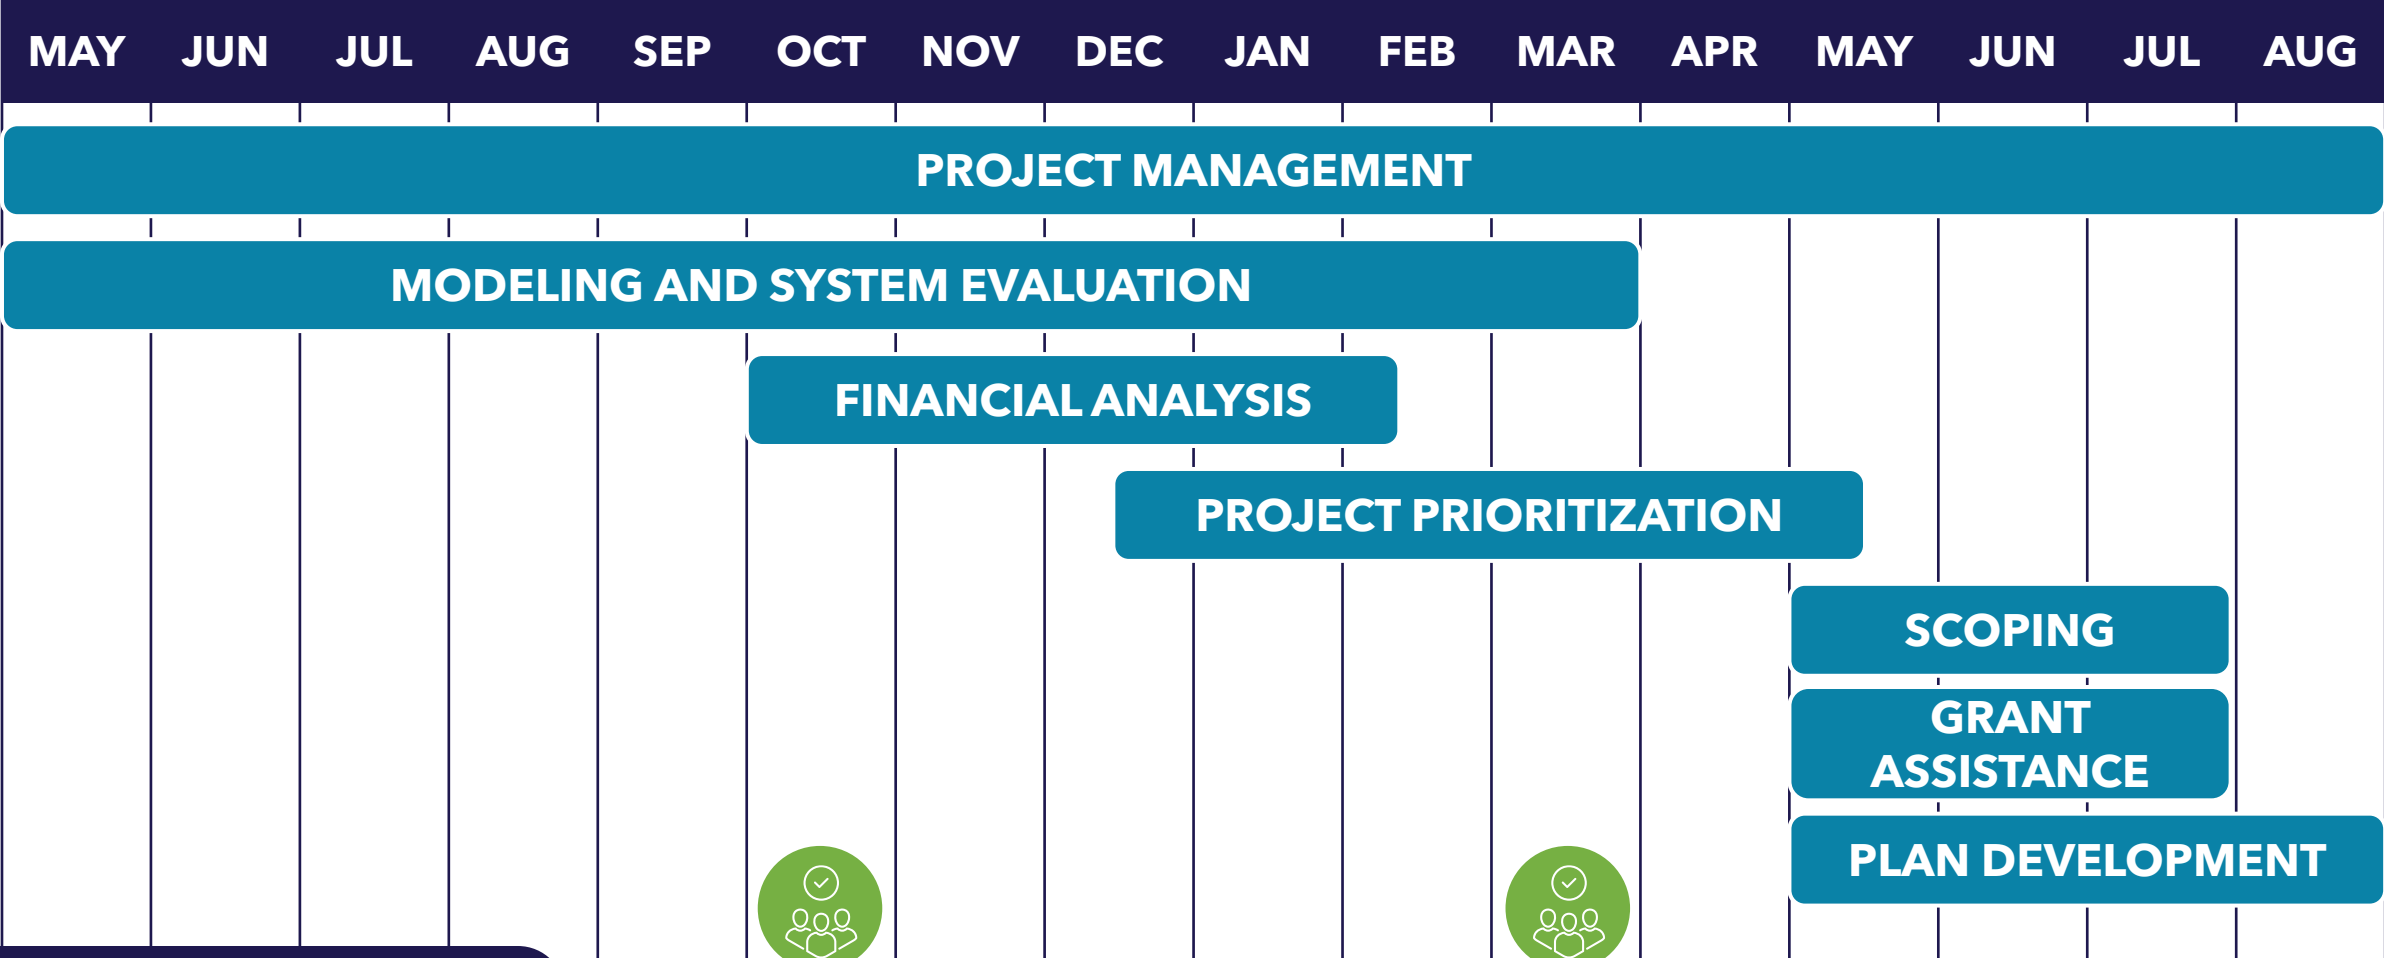 MAY JUN JUL AUG SEP OCT NOV DEC JAN FEB MAR APR MAY JUN JUL AUG
PROJECT MANAGEMENT
MODELING AND SYSTEM EVALUATION
FINANCIAL ANALYSIS
PROJECT PRIORITIZATION
SCOPING
GRANT
ASSISTANCE
PLAN DEVELOPMENT